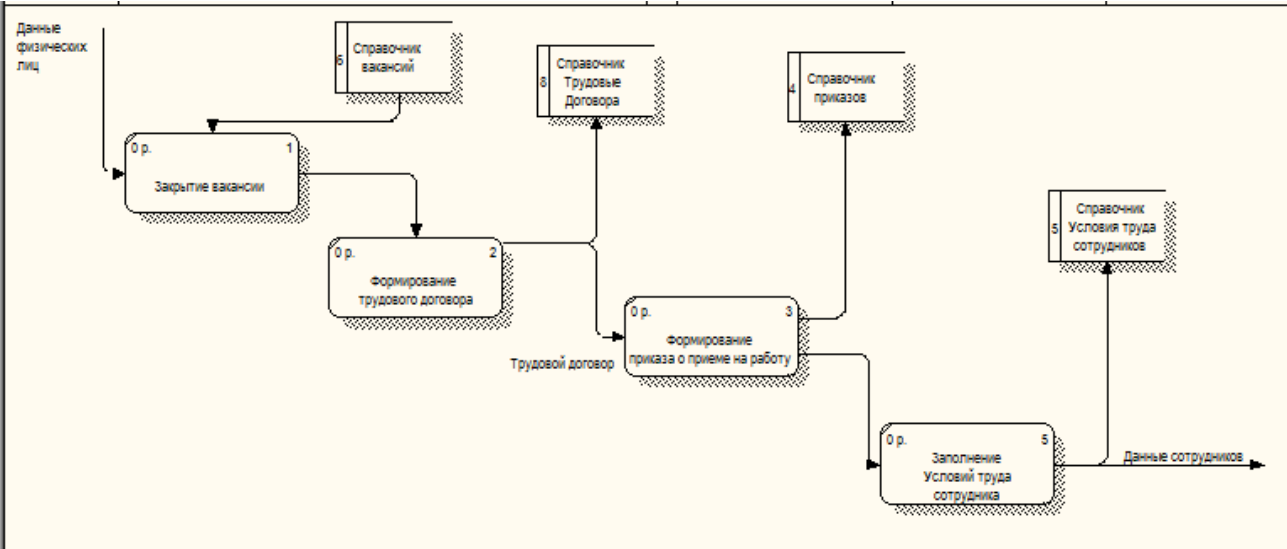 Данные
физических
лиц
6
Справочник
вакансий
8
Справочник
Трудовые
Договора
4
Справочник
приказов
0 р.
1
Закрытие вакансии
5
Справочник
Условия труда
сотрудников
0 р.
2
Формирование
трудового договора
0 р.
3
Формирование
приказа о приеме на работу
Трудовой договор
0 р.
5
Заполнение
Условий труда
сотрудника
Данные сотрудников